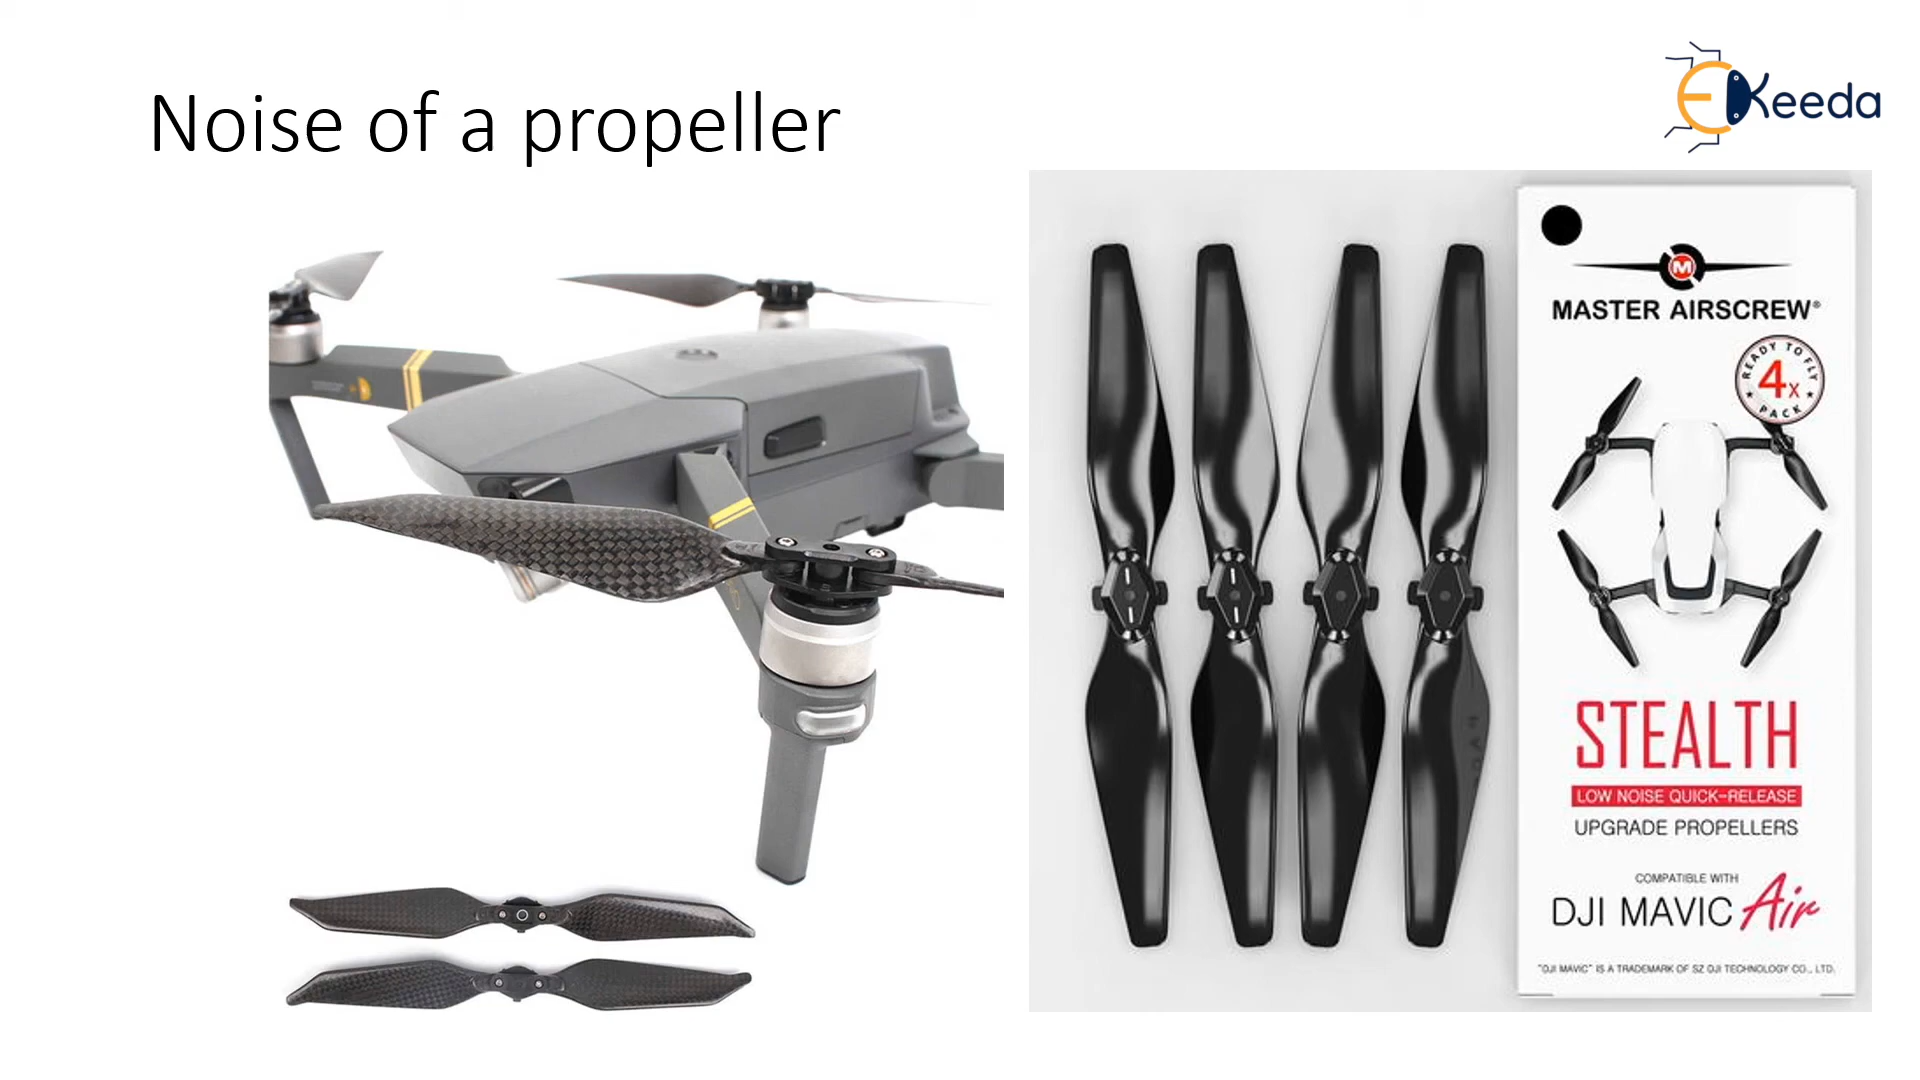 Noise of a propeller
EKeeda
M
MASTER AIRSCREW®
READY TO FLY
4x
PACK
STEALTH
LOW NOISE QUICK-RELEASE
UPGRADE PROPELLERS
COMPATIBLE WITH
DJI MAVIC Air
"DJI MAVIC" IS A TRADEMARK OF SZ DJI TECHNOLOGY CO., LTD.